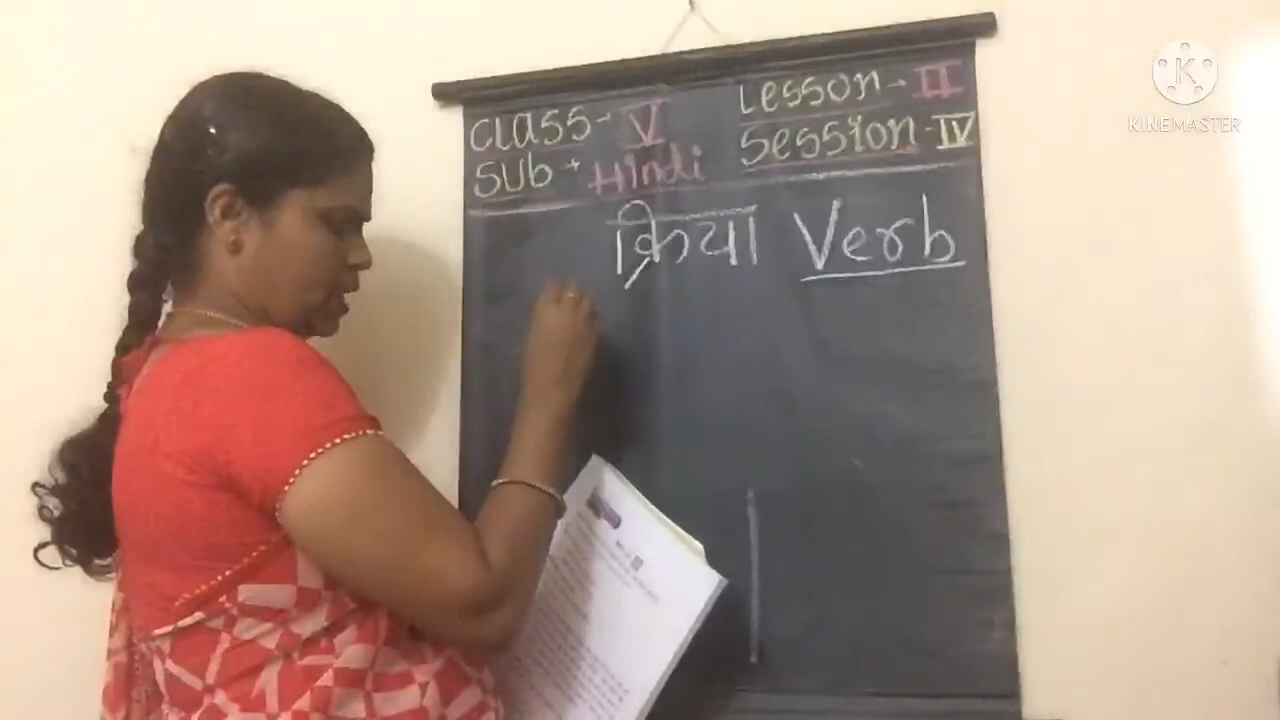 Class- V Lesson- II
Sub- Hindi Session- IV
क्रिया Verb
K
KINEMASTER